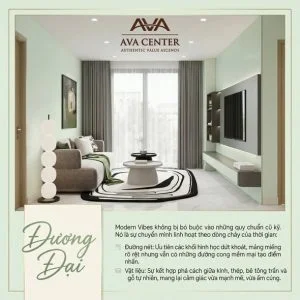 AVA
AVA CENTER
AUTHENTIC VALUE ASCENDS
Đương
Đại
Modern Vibes không bị bó buộc vào những quy chuẩn cũ kỹ.
Nó là sự chuyển mình linh hoạt theo dòng chảy của thời gian:
Đường nét: Ưu tiên các khối hình học dứt khoát, mảng miếng
rõ rệt nhưng vẫn có những đường cong mềm mại tạo điểm
nhấn.
Vật liệu: Sự kết hợp phá cách giữa kính, thép, bê tông trần và
gỗ tự nhiên, mang lại cảm giác vừa mạnh mẽ, vừa ấm cúng.